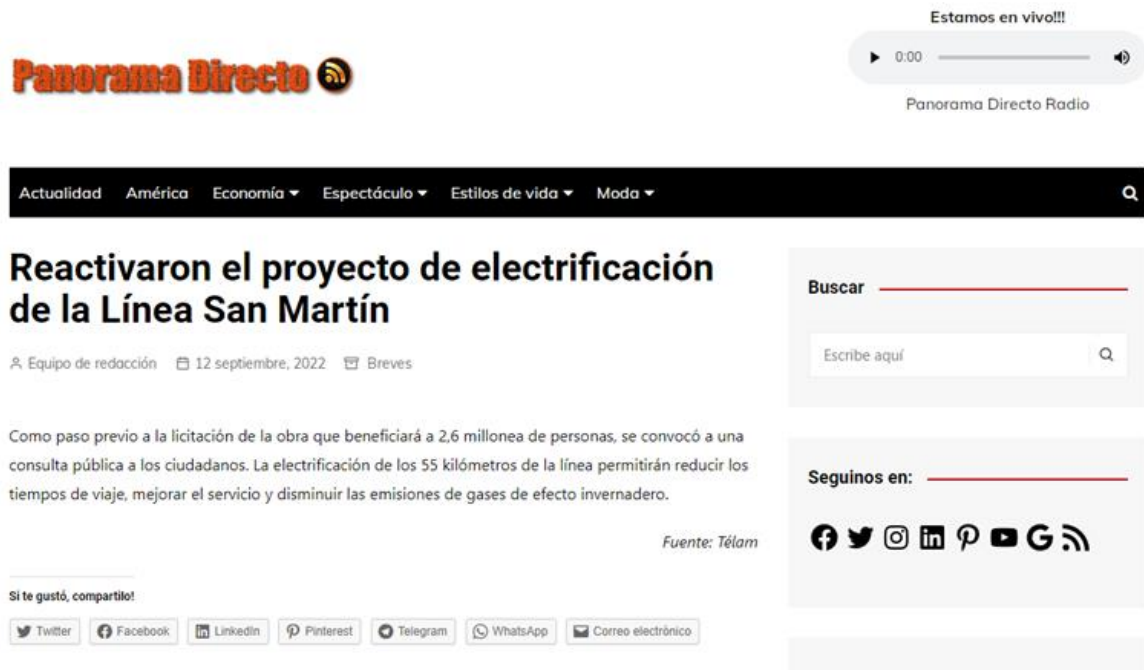 Estamos en vivo!!!
0:00
Panorama Directo Radio
Panorama Directo
Actualidad América Economía Espectáculo Estilos de vida Moda
Reactivaron el proyecto de electrificación
de la Línea San Martín
Equipo de redacción 12 septiembre, 2022 Breves
Como paso previo a la licitación de la obra que beneficiará a 2,6 millonea de personas, se convocó a una
consulta pública a los ciudadanos. La electrificación de los 55 kilómetros de la línea permitirán reducir los
tiempos de viaje, mejorar el servicio y disminuir las emisiones de gases de efecto invernadero.
Fuente: Télam
Si te gustó, compartilo!
Twitter Facebook LinkedIn Pinterest Telegram WhatsApp Correo electrónico
Buscar
Escribe aquí
Seguinos en: